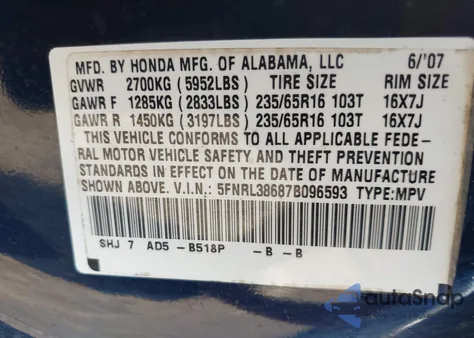 MFD. BY HONDA MFG. OF ALABAMA, LLC 6/'07
GVWR 2700KG (5952LBS) TIRE SIZE RIM SIZE
GAWR F 1285KG (2833LBS) 235/65R16 103T 16X7J
GAWR R 1450KG (3197LBS) 235/65R16 103T 16X7J
THIS VEHICLE CONFORMS TO ALL APPLICABLE FEDE-
RAL MOTOR VEHICLE SAFETY AND THEFT PREVENTION
STANDARDS IN EFFECT ON THE DATE OF MANUFACTURE
SHOWN ABOVE. V.I.N.: 5FNRL38687B096593 TYPE:MPV
SHJ 7 AD5 -B518P -B -B
autoSnap